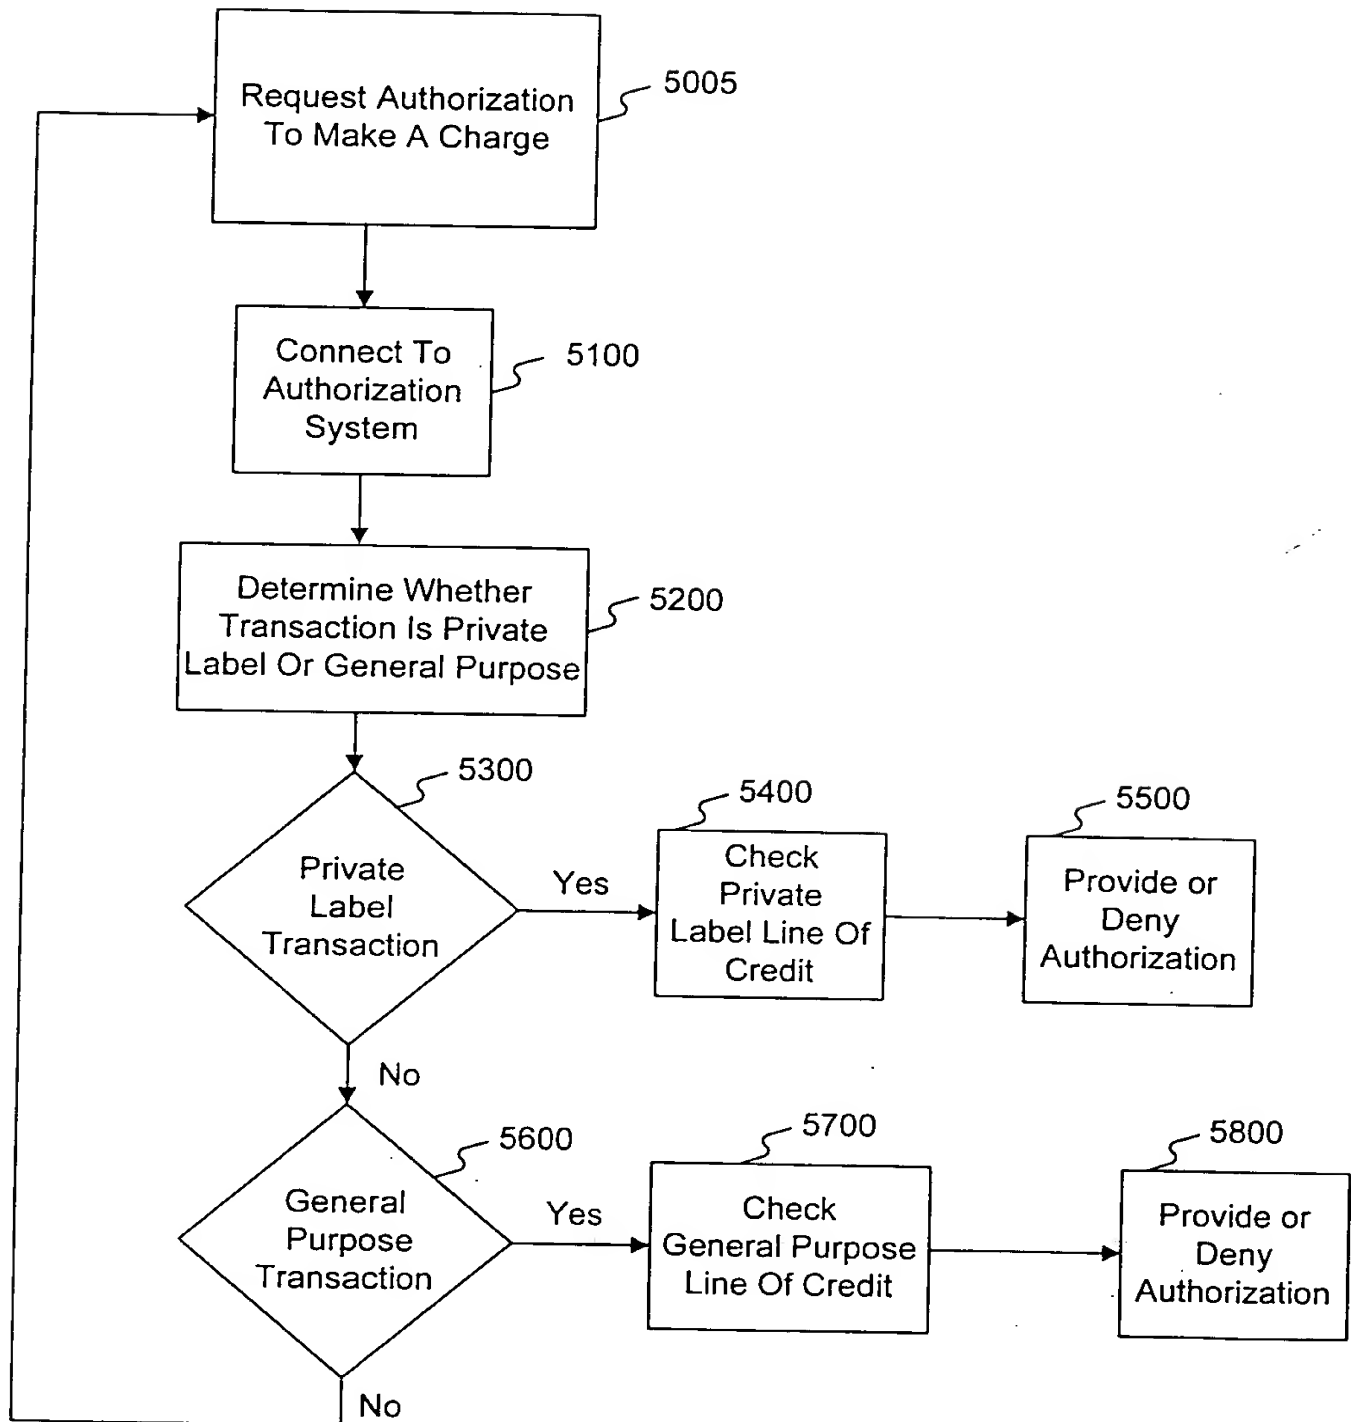 Request Authorization
To Make A Charge
5005
Connect To
Authorization
System
5100
Determine Whether
Transaction Is Private
Label Or General Purpose
5200
5300
Private
Label
Transaction
Yes
5400
Check
Private
Label Line Of
Credit
5500
Provide or
Deny
Authorization
No
5600
General
Purpose
Transaction
Yes
5700
Check
General Purpose
Line Of Credit
5800
Provide or
Deny
Authorization
No